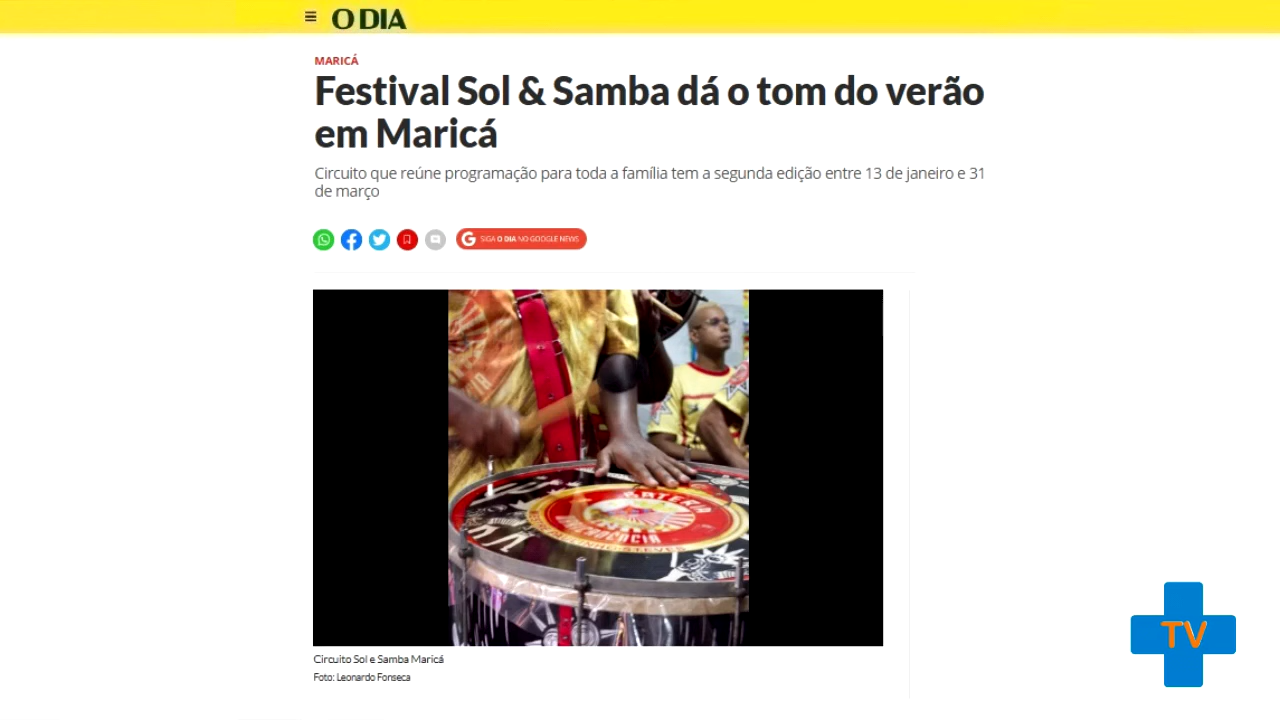 O DIA
MARICÁ
Festival Sol & Samba dá o tom do verão
em Maricá
Circuito que reúne programação para toda a família tem a segunda edição entre 13 de janeiro e 31
de março
SIGA O DIA NO GOOGLE NEWS
BATERIA
Circuito Sol e Samba Maricá
Foto: Leonardo Fonseca
TV